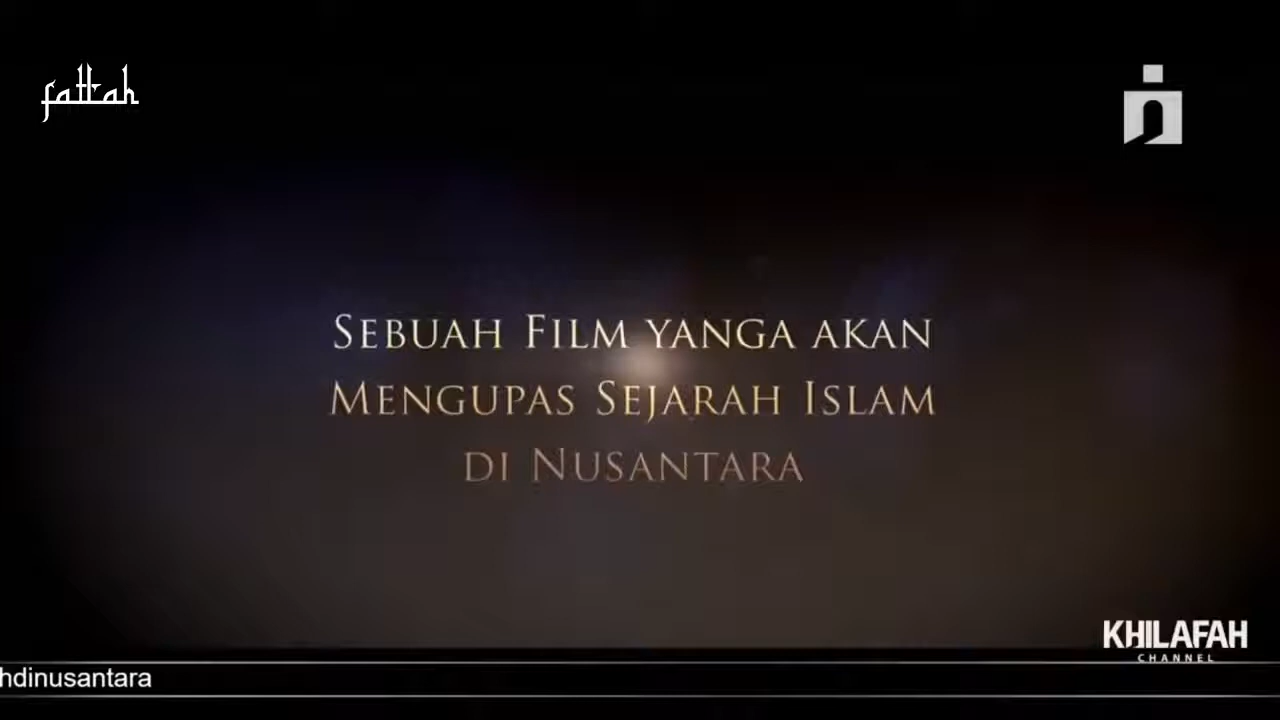 fattah
Sebuah Film yanga akan
Mengupas Sejarah Islam
di Nusantara
KHILAFAH
CHANNEL
hdinusantara